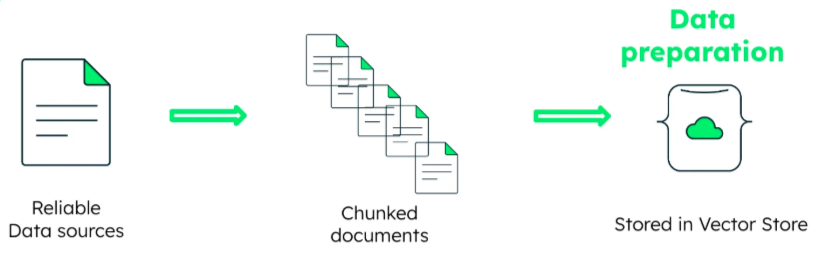 Data
preparation
Reliable
Data sources
Chunked
documents
Stored in Vector Store